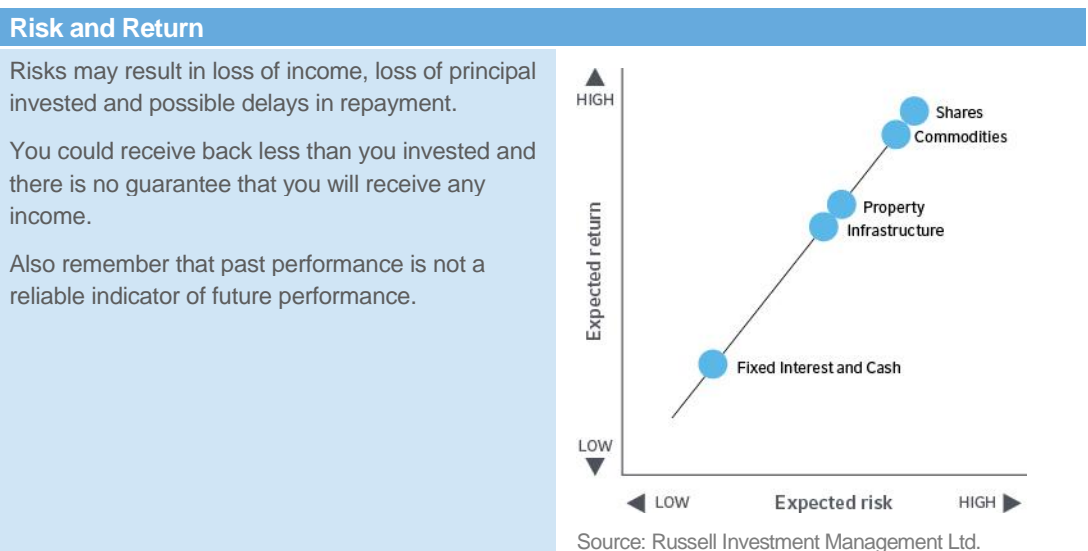 Risk and Return
Risks may result in loss of income, loss of principal
invested and possible delays in repayment.
You could receive back less than you invested and
there is no guarantee that you will receive any
income.
Also remember that past performance is not a
reliable indicator of future performance.
HIGH
Shares
Commodities
Property
Infrastructure
Expected return
Fixed Interest and Cash
LOW
LOW
Expected risk
HIGH
Source: Russell Investment Management Ltd.